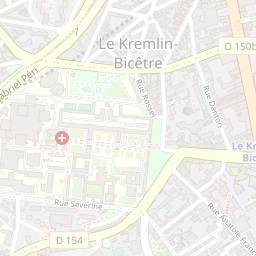 Le Kremlin-
Bicêtre
D 150b
abriel Péri
Rue Rossel
Rue Danton
Le Kr
Bic
Rue Séverine
D 154
Rue Anatole Franc